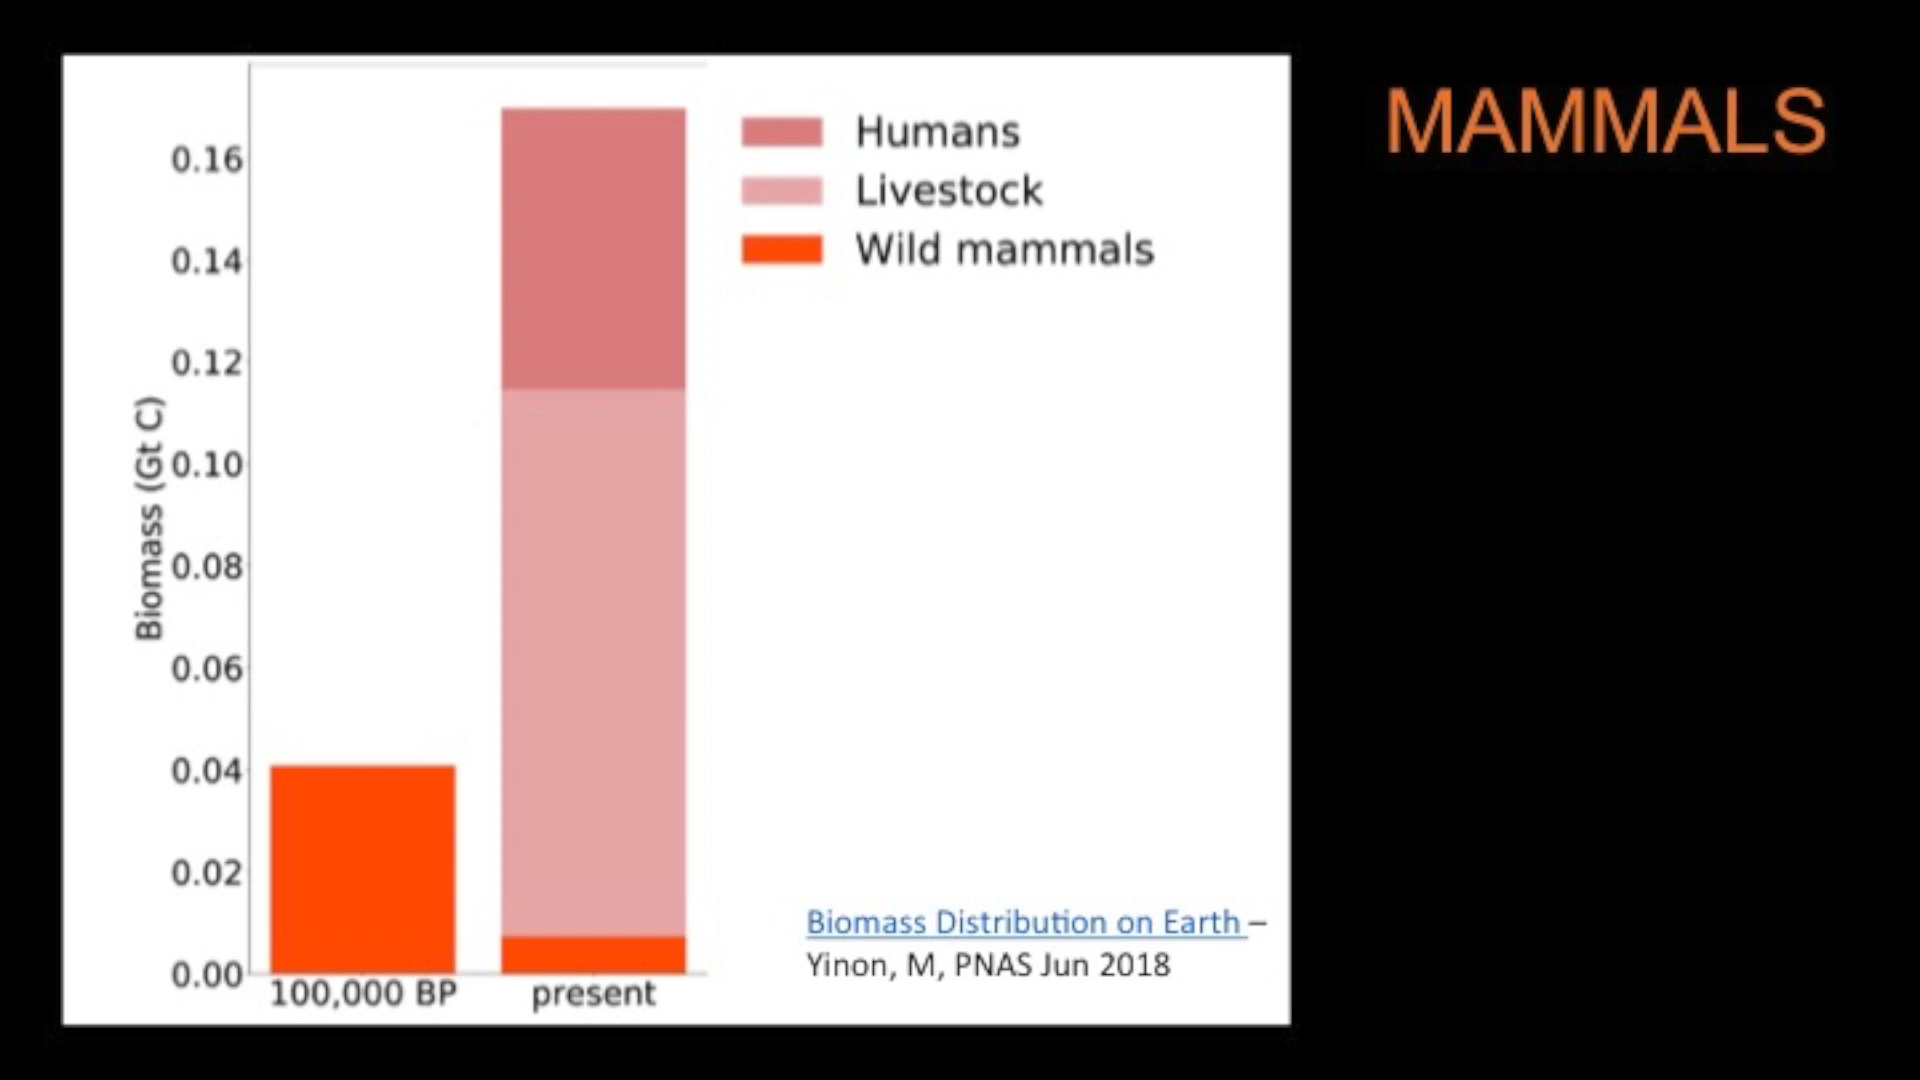 MAMMALS
Humans
Livestock
Wild mammals
Biomass (Gt C)
0.16
0.14
0.12
0.10
0.08
0.06
0.04
0.02
0.00
100,000 BP
present
Biomass Distribution on Earth –
Yinon, M, PNAS Jun 2018